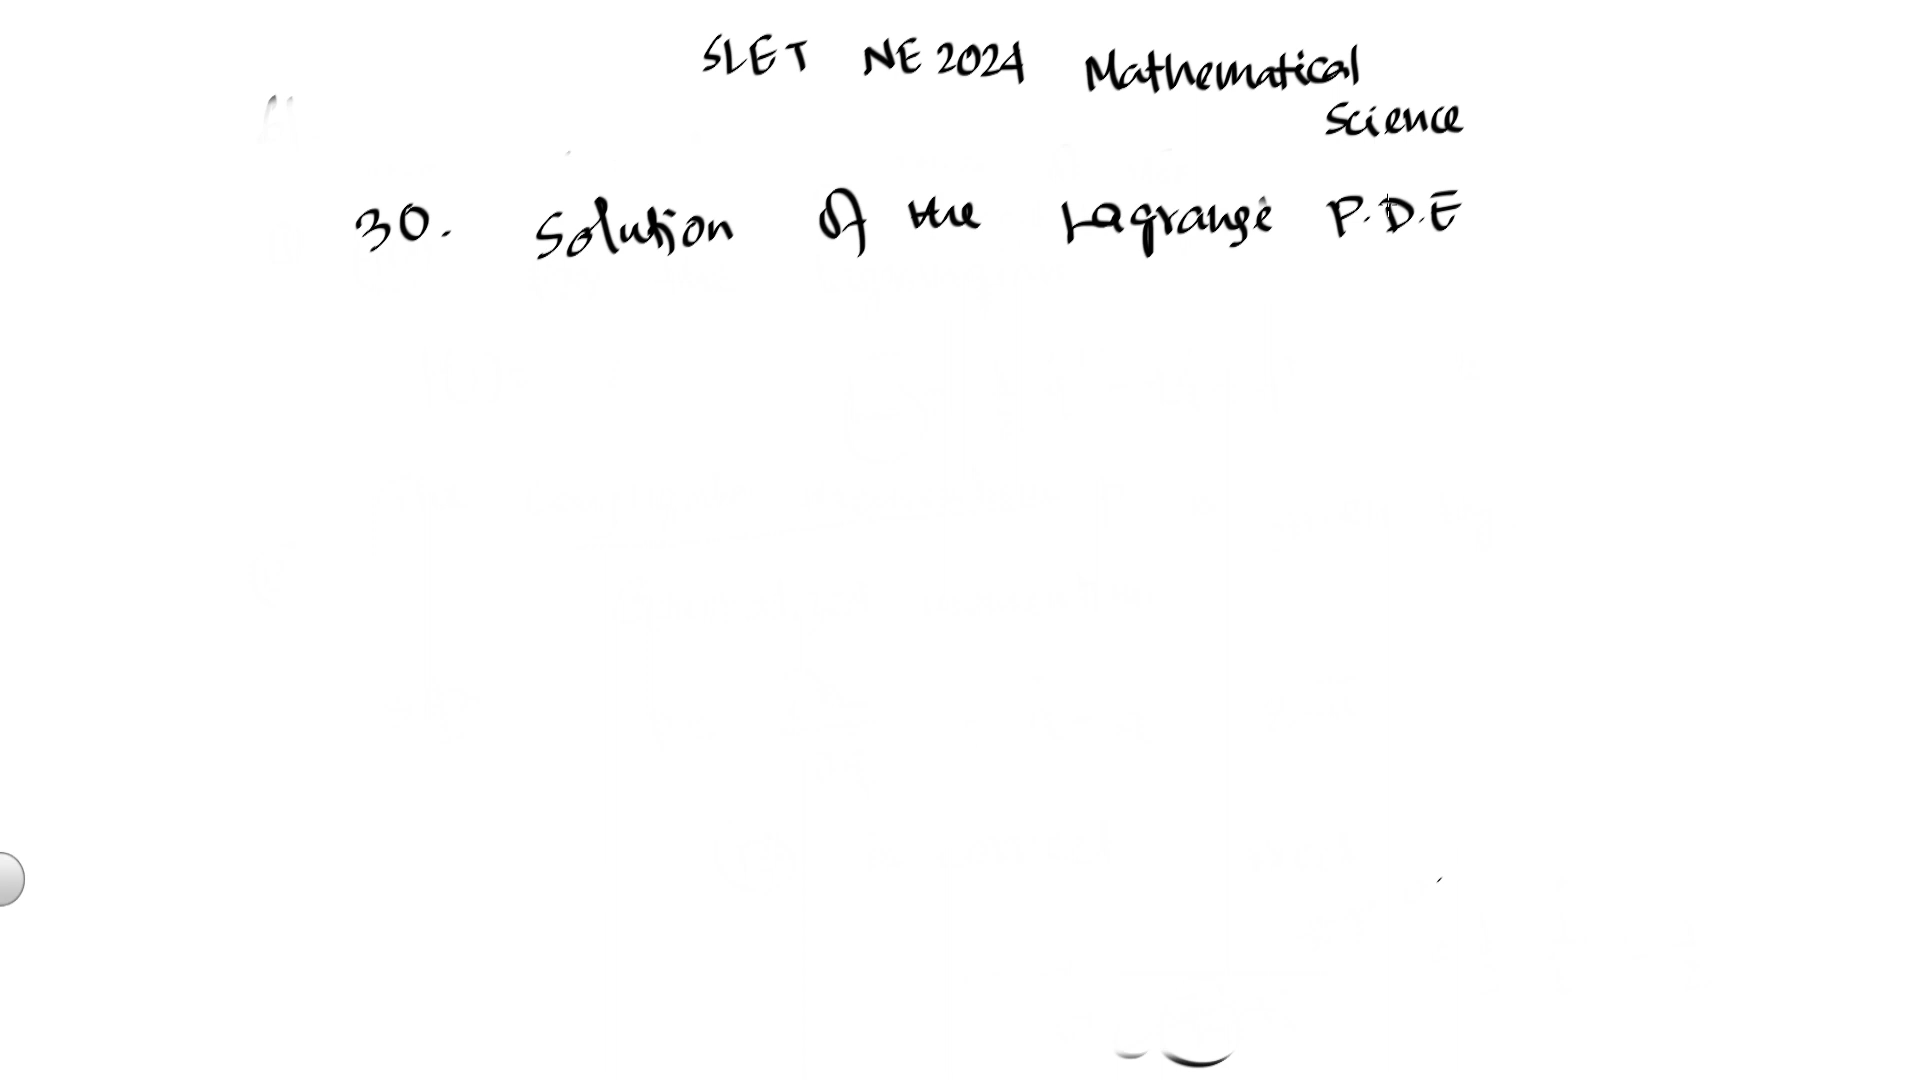 SLET NE 2024 Mathematical
Science
30. Solution of the Lagrange P.D.E